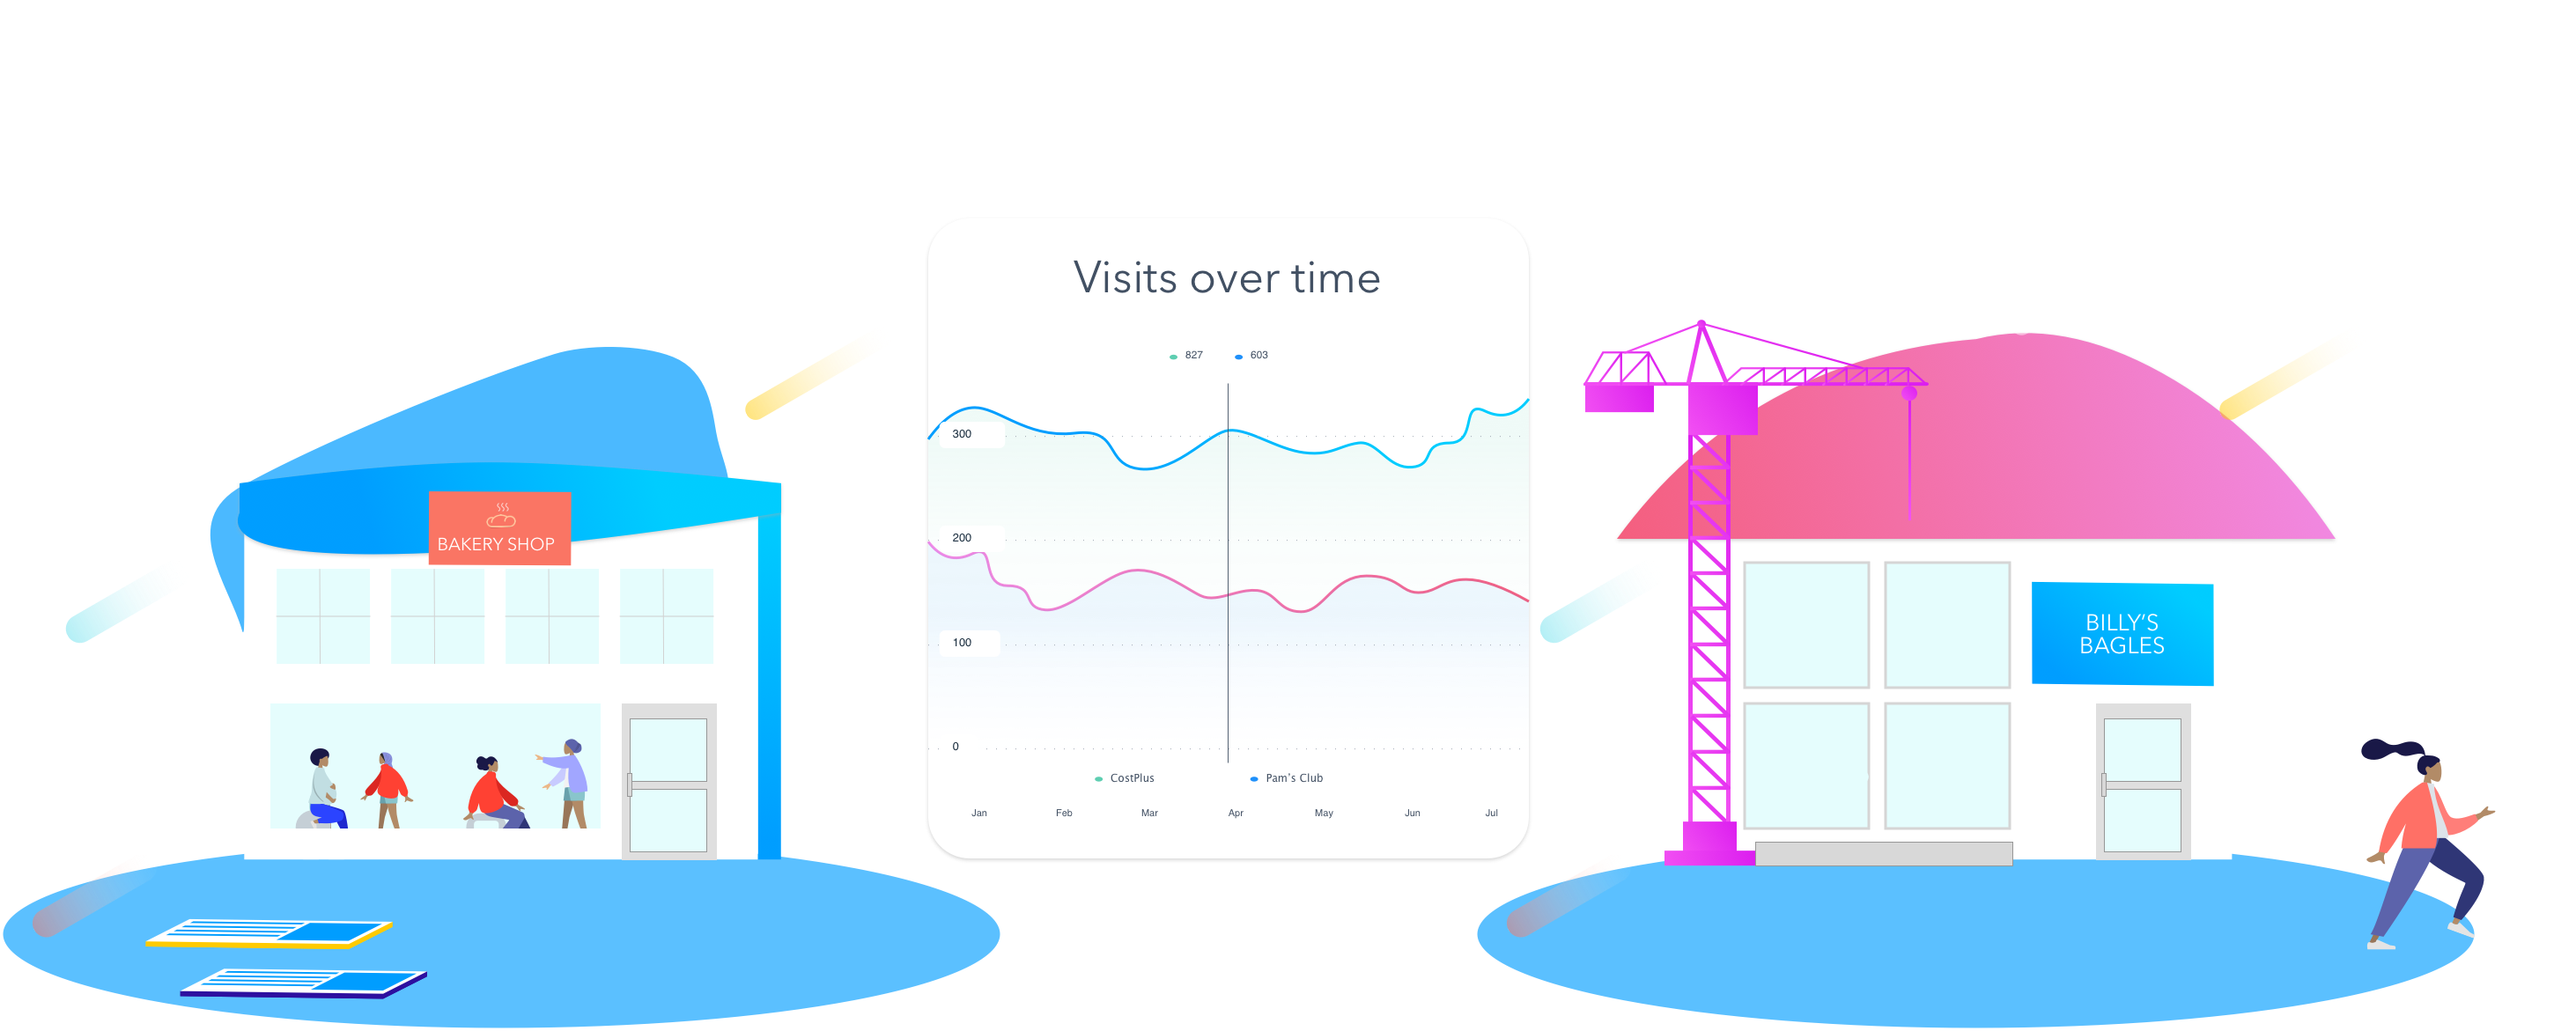 Visits over time
827 603
300
200
100
0
CostPlus Pam's Club
Jan Feb Mar Apr May Jun Jul
BAKERY SHOP
BILLY'S
BAGLES